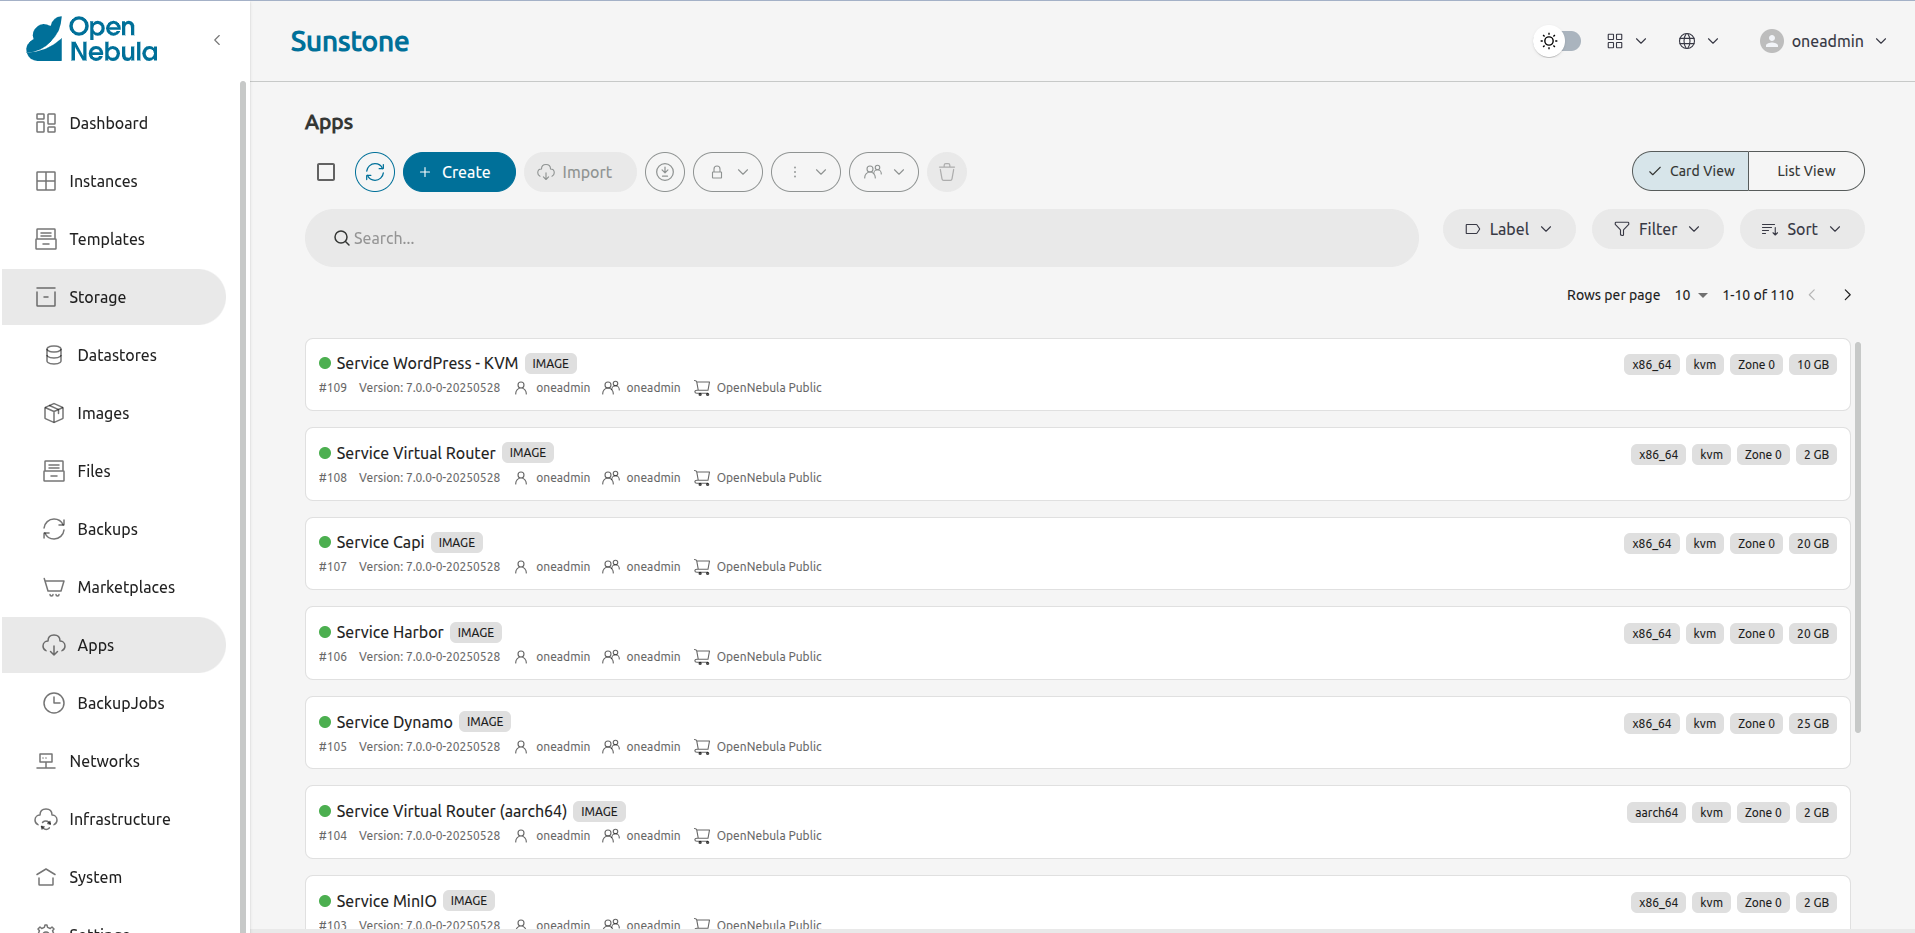 Open
Nebula
Sunstone
oneadmin
Dashboard
Instances
Templates
Storage
Datastores
Images
Files
Backups
Marketplaces
Apps
BackupJobs
Networks
Infrastructure
System
Settings
Apps
Create
Import
Card View
List View
Search...
Label
Filter
Sort
Rows per page 10 1-10 of 110
Service WordPress - KVM IMAGE x86_64 kvm Zone 0 10 GB
#109 Version: 7.0.0-0-20250528 oneadmin oneadmin OpenNebula Public
Service Virtual Router IMAGE x86_64 kvm Zone 0 2 GB
#108 Version: 7.0.0-0-20250528 oneadmin oneadmin OpenNebula Public
Service Capi IMAGE x86_64 kvm Zone 0 20 GB
#107 Version: 7.0.0-0-20250528 oneadmin oneadmin OpenNebula Public
Service Harbor IMAGE x86_64 kvm Zone 0 20 GB
#106 Version: 7.0.0-0-20250528 oneadmin oneadmin OpenNebula Public
Service Dynamo IMAGE x86_64 kvm Zone 0 25 GB
#105 Version: 7.0.0-0-20250528 oneadmin oneadmin OpenNebula Public
Service Virtual Router (aarch64) IMAGE aarch64 kvm Zone 0 2 GB
#104 Version: 7.0.0-0-20250528 oneadmin oneadmin OpenNebula Public
Service MinIO IMAGE x86_64 kvm Zone 0 2 GB
#103 Version: 7.0.0-0-20250528 oneadmin oneadmin OpenNebula Public